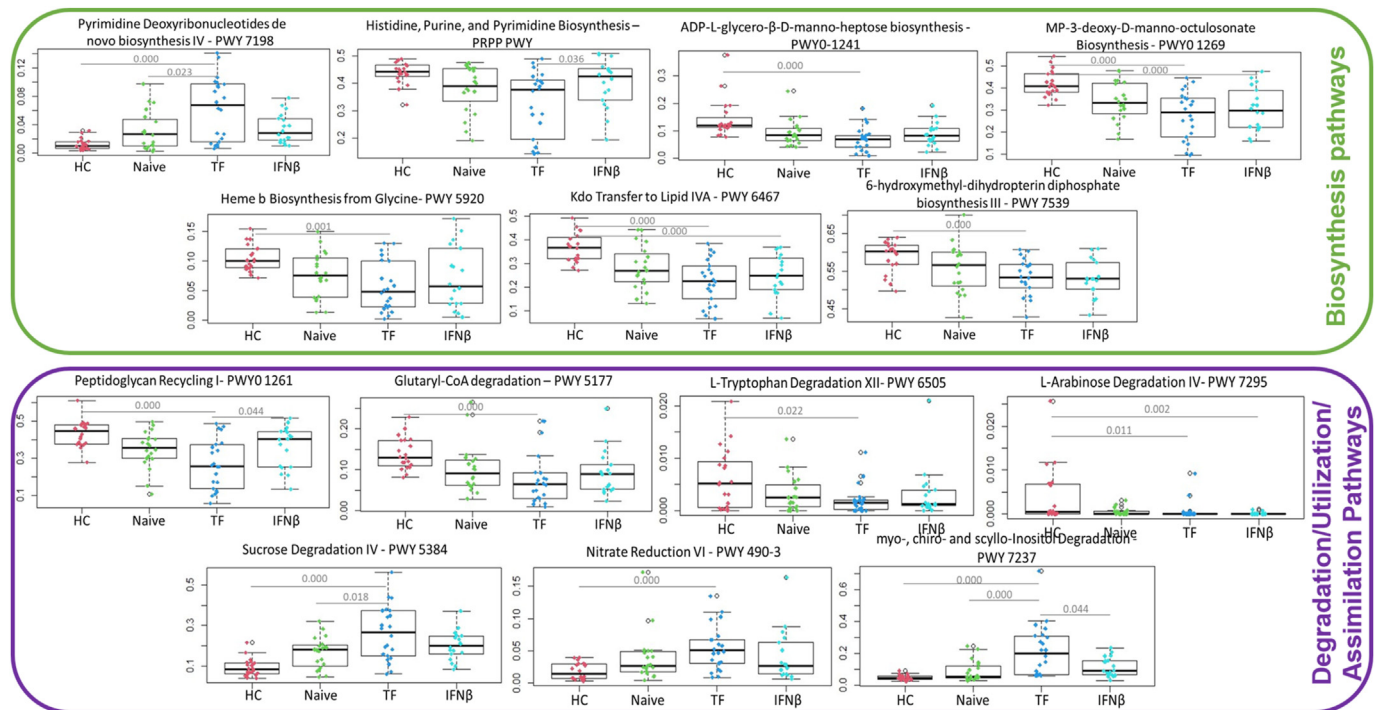 Pyrimidine Deoxyribonucleotides de
novo biosynthesis IV - PWY 7198
0.12
0.08
0.04
0.00
0.000
0.023
HC Naive TF IFNβ
Histidine, Purine, and Pyrimidine Biosynthesis –
PRPP PWY
0.5
0.4
0.3
0.2
0.036
HC Naive TF IFNβ
ADP-L-glycero-β-D-manno-heptose biosynthesis -
PWY0-1241
0.3
0.2
0.1
0.0
0.000
HC Naive TF IFNβ
MP-3-deoxy-D-manno-octulosonate
Biosynthesis - PWY0 1269
0.5
0.4
0.3
0.2
0.1
0.000
0.000
HC Naive TF IFNβ
Heme b Biosynthesis from Glycine- PWY 5920
0.15
0.10
0.05
0.00
0.001
HC Naive TF IFNβ
Kdo Transfer to Lipid IVA - PWY 6467
0.5
0.4
0.3
0.2
0.1
0.000
0.000
HC Naive TF IFNβ
6-hydroxymethyl-dihydropterin diphosphate
biosynthesis III - PWY 7539
0.65
0.55
0.45
0.000
HC Naive TF IFNβ
Biosynthesis pathways
Peptidoglycan Recycling I- PWY0 1261
0.5
0.3
0.1
0.000
0.044
HC Naive TF IFNβ
Glutaryl-CoA degradation – PWY 5177
0.20
0.15
0.10
0.05
0.00
0.000
HC Naive TF IFNβ
L-Tryptophan Degradation XII- PWY 6505
0.020
0.010
0.000
0.022
HC Naive TF IFNβ
L-Arabinose Degradation IV- PWY 7295
0.020
0.010
0.000
0.002
0.011
HC Naive TF IFNβ
Sucrose Degradation IV - PWY 5384
0.5
0.3
0.1
0.000
0.018
HC Naive TF IFNβ
Nitrate Reduction VI - PWY 490-3
0.15
0.10
0.05
0.00
0.000
HC Naive TF IFNβ
myo-, chiro- and scyllo-Inositol Degradation
PWY 7237
0.6
0.4
0.2
0.0
0.000
0.000
0.044
HC Naive TF IFNβ
Degradation/Utilization/
Assimilation Pathways